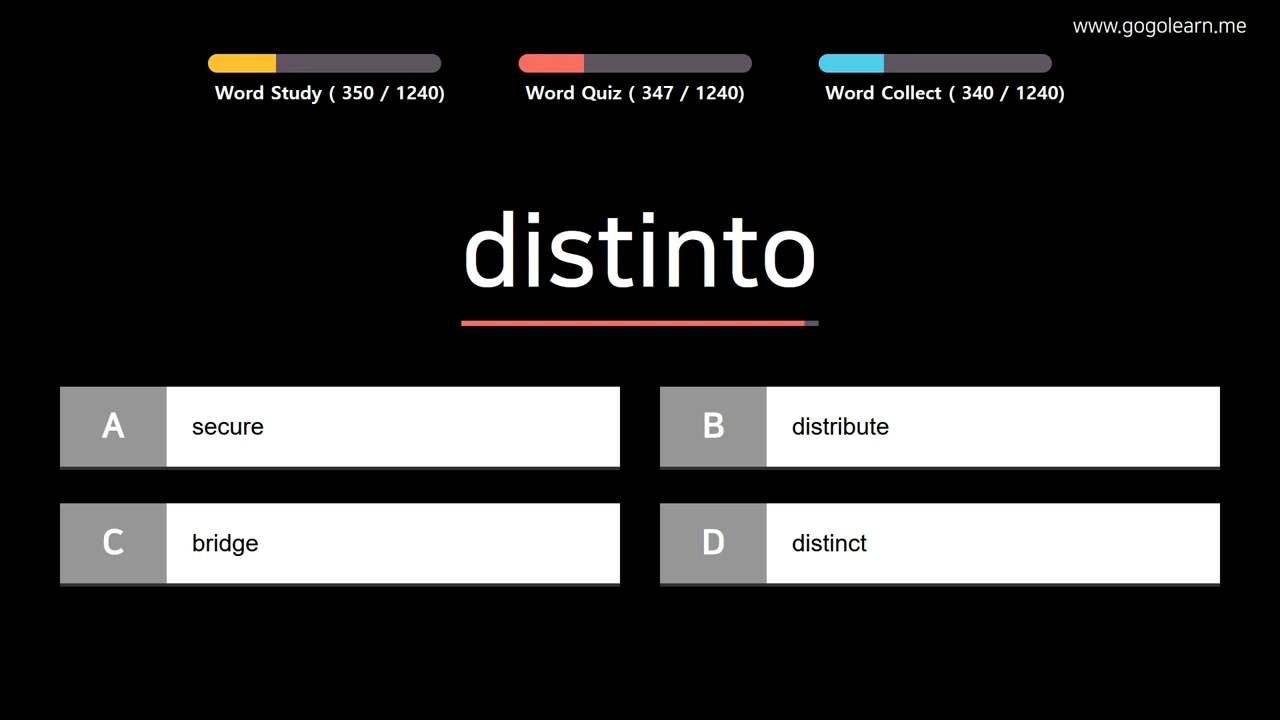 www.gogolearn.me
Word Study ( 350 / 1240)
Word Quiz ( 347 / 1240)
Word Collect ( 340 / 1240)
distinto
A secure
B distribute
C bridge
D distinct